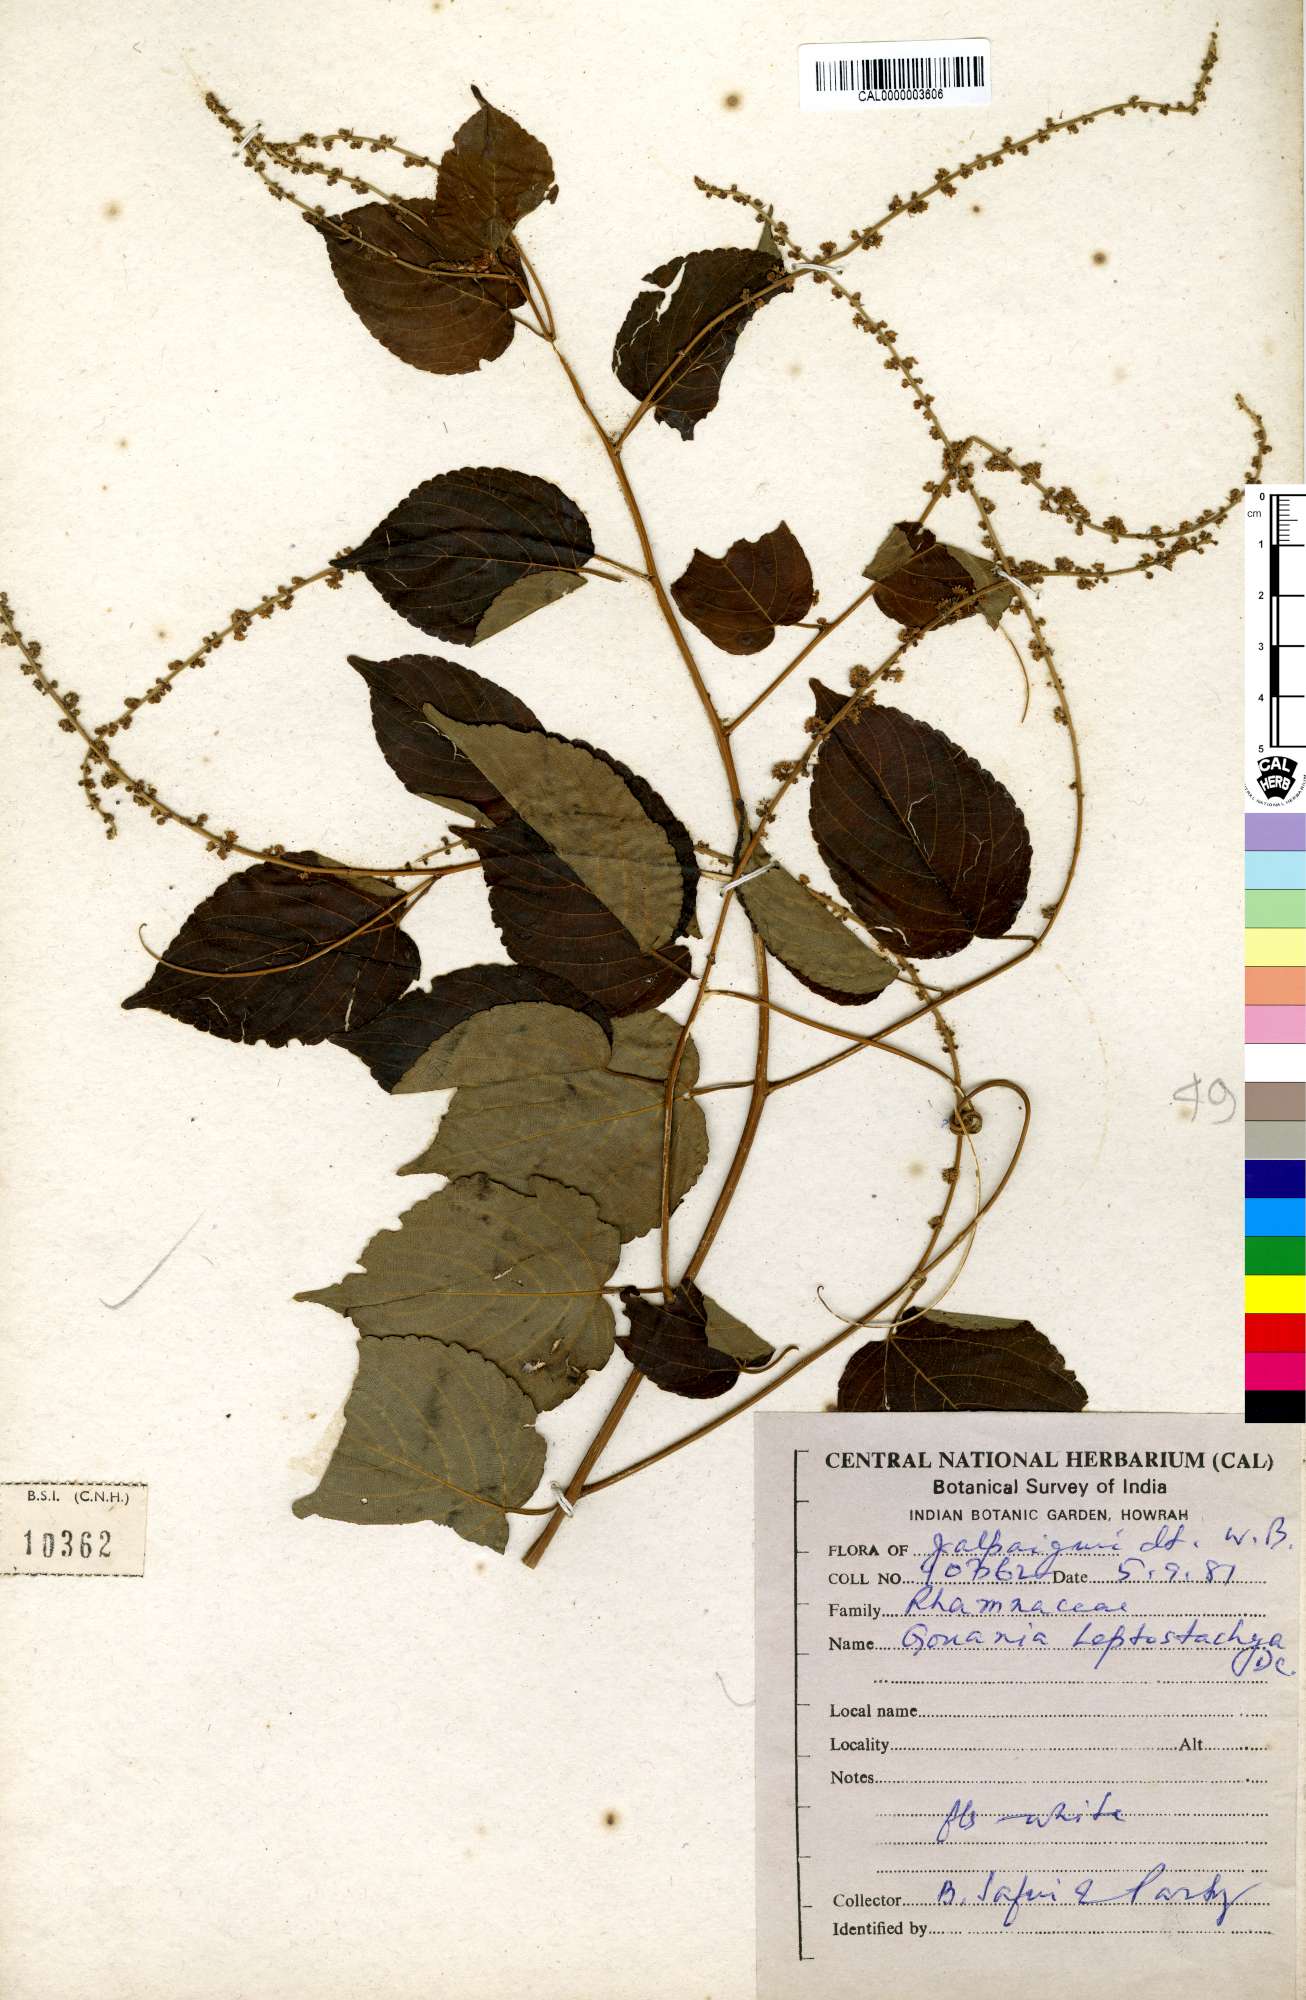 CAL0000003606
0
cm
1
2
3
4
5
CAL
HERB
49
B.S.I. (C.N.H.)
10362
CENTRAL NATIONAL HERBARIUM (CAL)
Botanical Survey of India
INDIAN BOTANIC GARDEN, HOWRAH
FLORA OF Jalpaiguri dt. W.B.
COLL NO. Date 5.9.81
Family Rhamnaceae
Name Gouania leptostachya
DC.
Local name
Locality Alt
Notes
fls white
Collector B. Safui & Party
Identified by